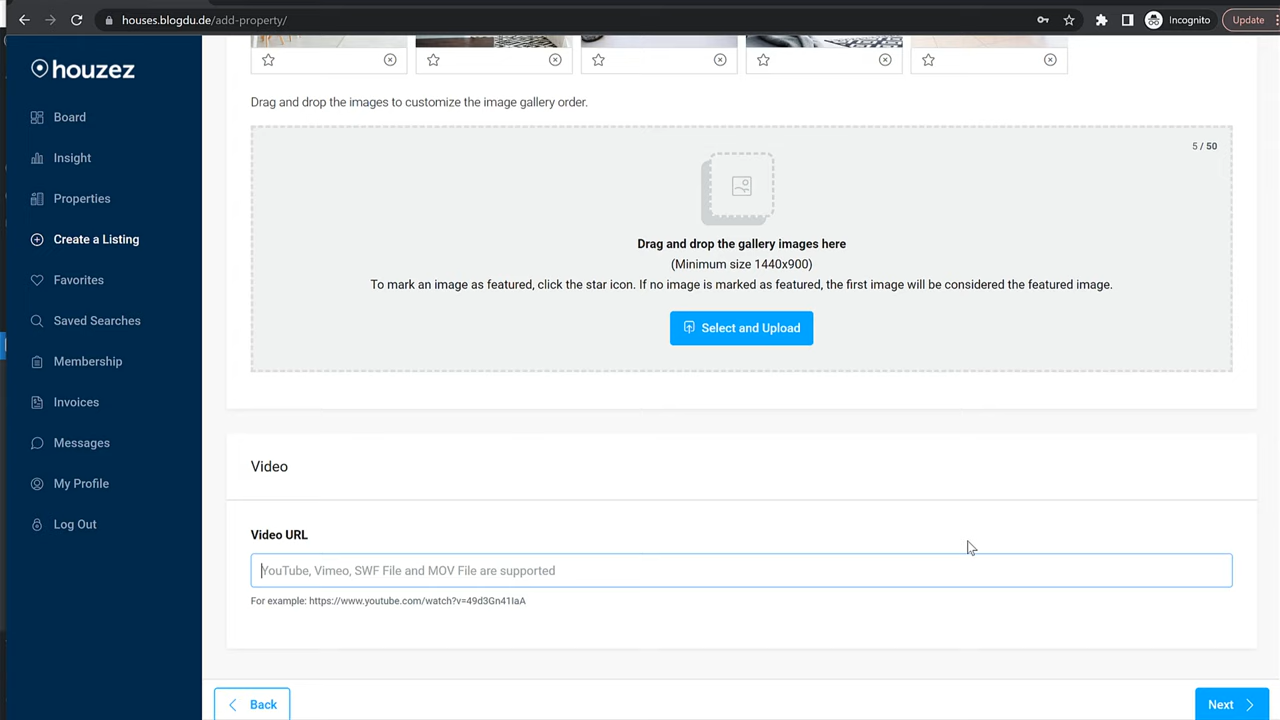 houses.blogdu.de/add-property/
Incognito
Update
houzez
Board
Insight
Properties
Create a Listing
Favorites
Saved Searches
Membership
Invoices
Messages
My Profile
Log Out
Drag and drop the images to customize the image gallery order.
5 / 50
Drag and drop the gallery images here
(Minimum size 1440x900)
To mark an image as featured, click the star icon. If no image is marked as featured, the first image will be considered the featured image.
Select and Upload
Video
Video URL
YouTube, Vimeo, SWF File and MOV File are supported
For example: https://www.youtube.com/watch?v=49d3Gn41IaA
Back
Next